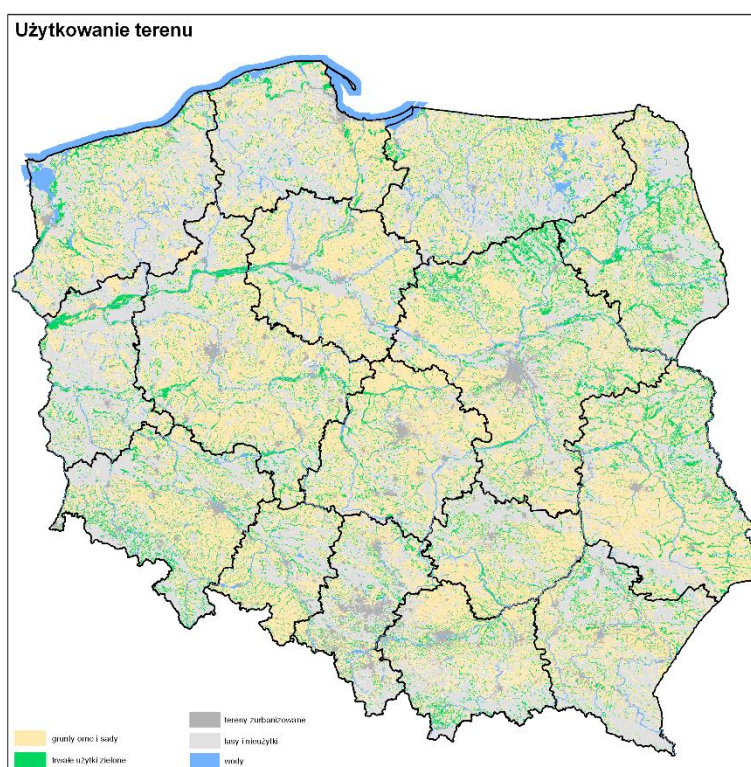 Użytkowanie terenu
grunty orne i sady
trwałe użytki zielone
tereny zurbanizowane
lasy i nieużytki
wody